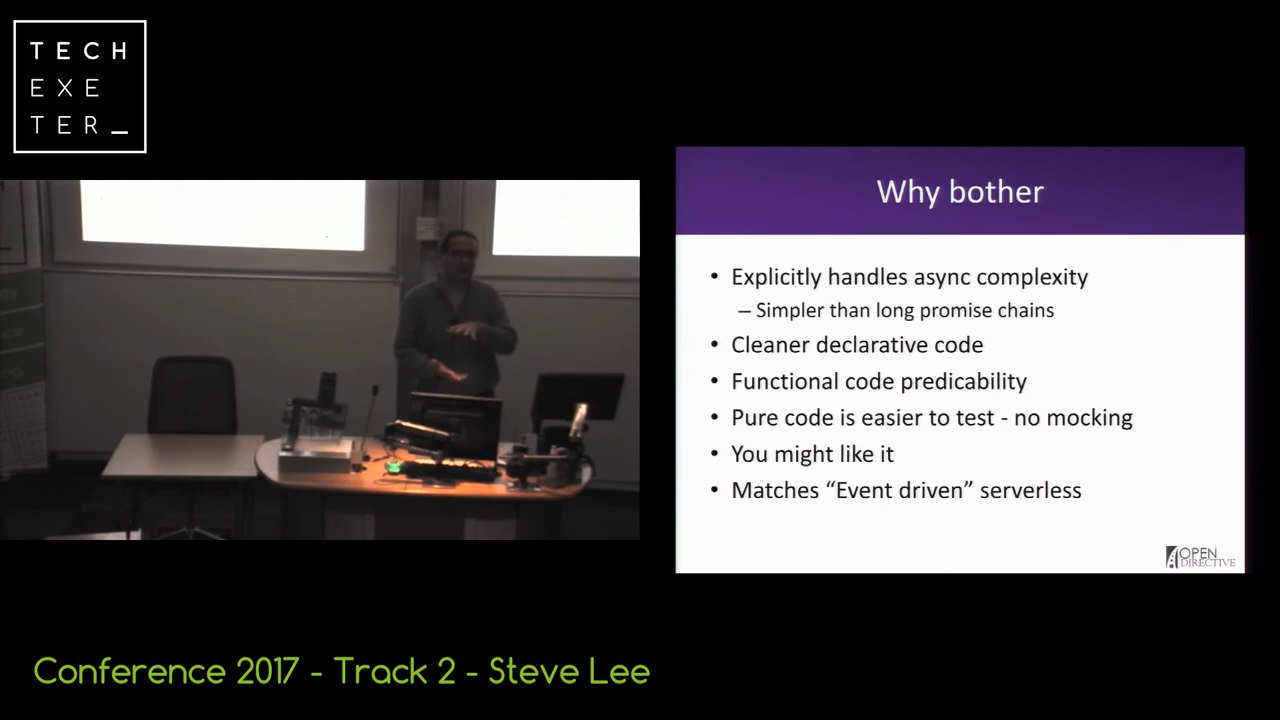 TECH
EXE
TER_
Why bother
• Explicitly handles async complexity
– Simpler than long promise chains
• Cleaner declarative code
• Functional code predicability
• Pure code is easier to test - no mocking
• You might like it
• Matches “Event driven” serverless
OPEN
DIRECTIVE
Conference 2017 - Track 2 - Steve Lee